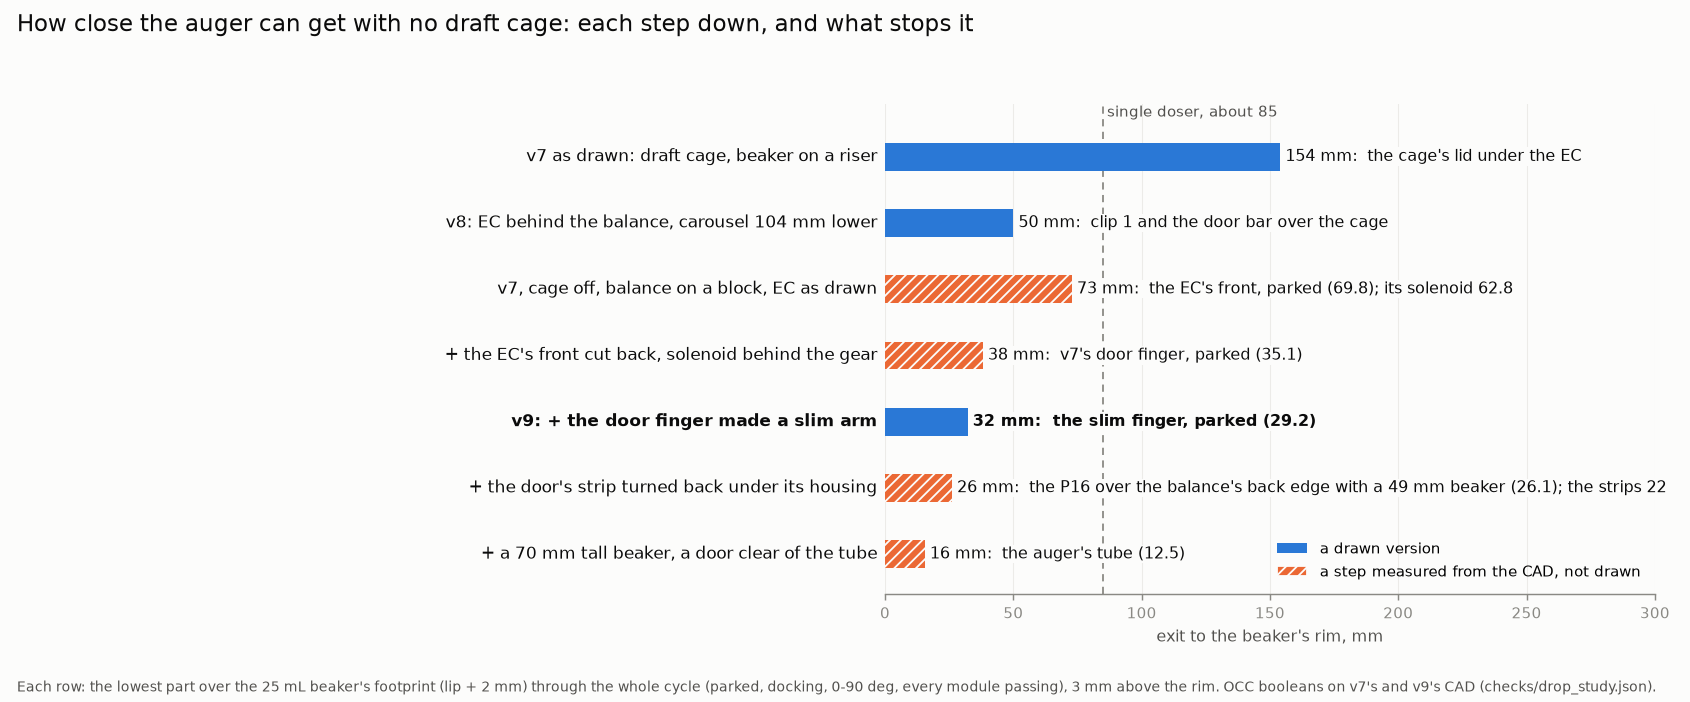 How close the auger can get with no draft cage: each step down, and what stops it
single doser, about 85
v7 as drawn: draft cage, beaker on a riser
154 mm: the cage's lid under the EC
v8: EC behind the balance, carousel 104 mm lower
50 mm: clip 1 and the door bar over the cage
v7, cage off, balance on a block, EC as drawn
73 mm: the EC's front, parked (69.8); its solenoid 62.8
+ the EC's front cut back, solenoid behind the gear
38 mm: v7's door finger, parked (35.1)
v9: + the door finger made a slim arm
32 mm: the slim finger, parked (29.2)
+ the door's strip turned back under its housing
26 mm: the P16 over the balance's back edge with a 49 mm beaker (26.1); the strips 22
+ a 70 mm tall beaker, a door clear of the tube
16 mm: the auger's tube (12.5)
a drawn version
a step measured from the CAD, not drawn
0 50 100 150 200 250 300
exit to the beaker's rim, mm
Each row: the lowest part over the 25 mL beaker's footprint (lip + 2 mm) through the whole cycle (parked, docking, 0-90 deg, every module passing), 3 mm above the rim. OCC booleans on v7's and v9's CAD (checks/drop_study.json).